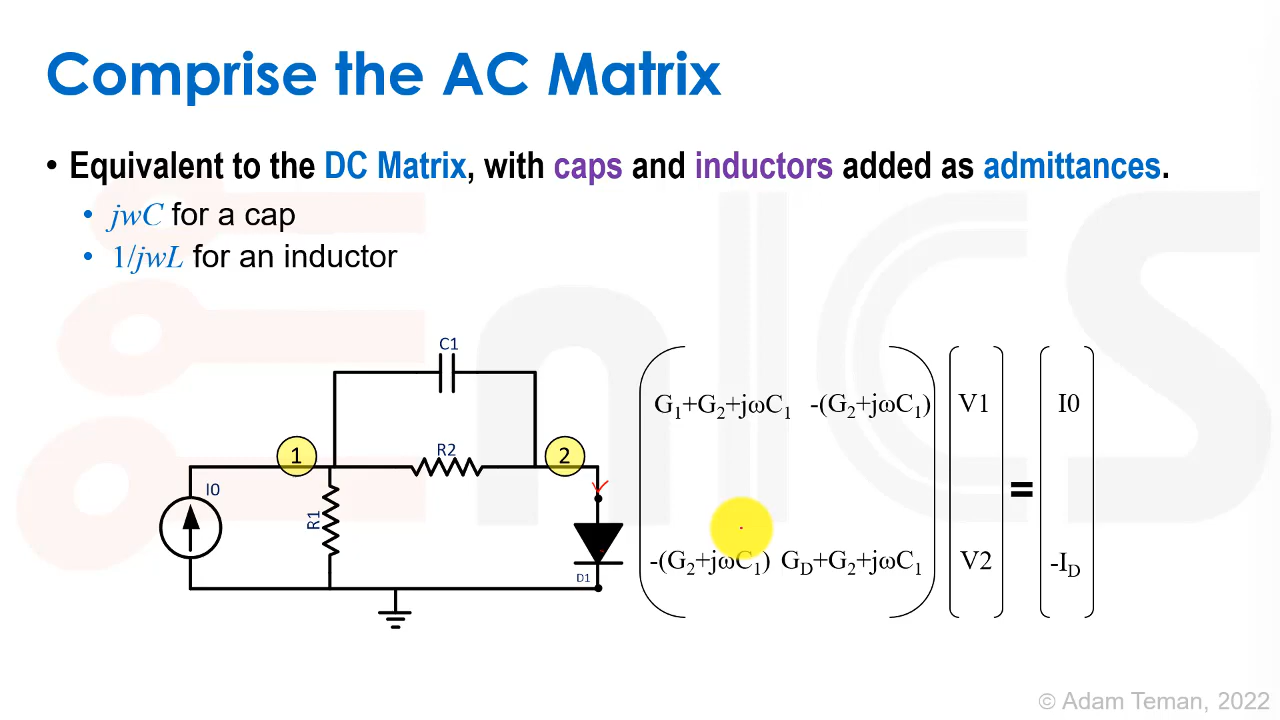 Comprise the AC Matrix
• Equivalent to the DC Matrix, with caps and inductors added as admittances.
• jwC for a cap
• 1/jwL for an inductor
C1
R2
1
2
I0
R1
D1
G₁+G₂+jωC₁ -(G₂+jωC₁) V1 I0
=
-(G₂+jωC₁) G_D+G₂+jωC₁ V2 -I_D
enICS
© Adam Teman, 2022